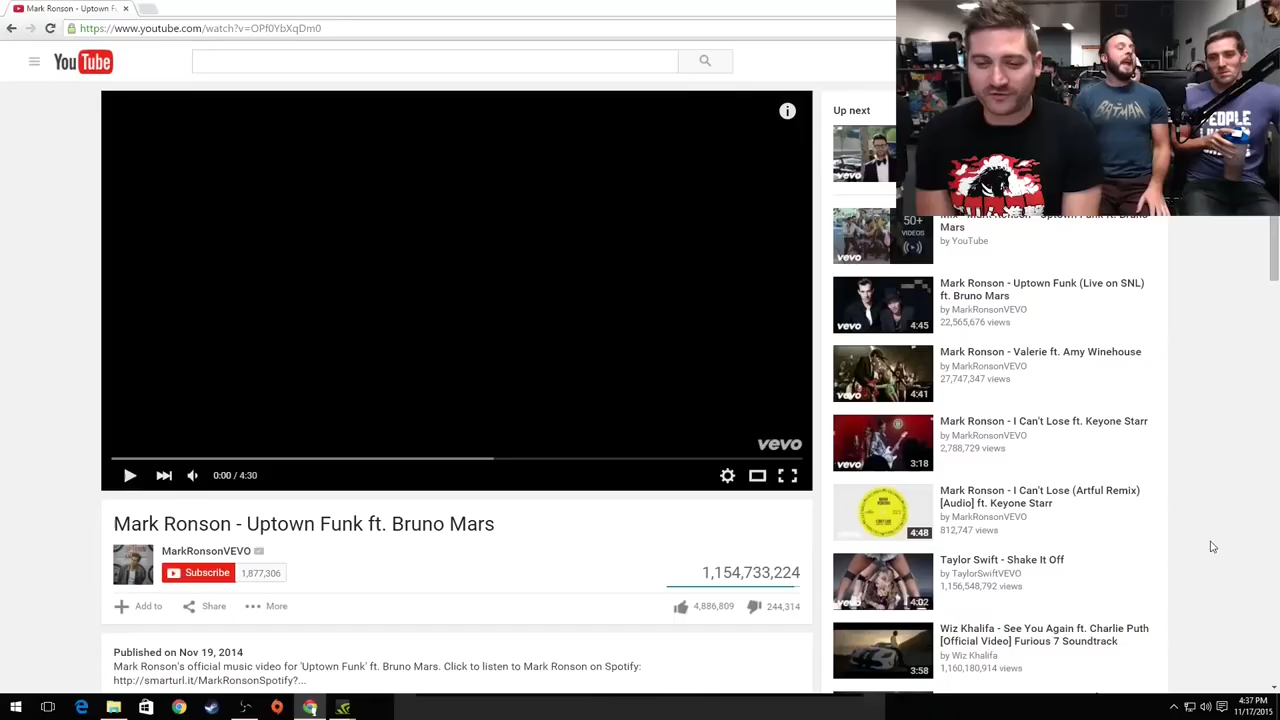 Mark Ronson - Uptown F
https://www.youtube.com/watch?v=OPf0YbXqDm0
YouTube
Up next
vevo
50+
VIDEOS
vevo
Mars
by YouTube
BATMAN
PEOPLE
Mark Ronson - Uptown Funk (Live on SNL)
ft. Bruno Mars
by MarkRonsonVEVO
22,565,676 views
vevo
4:45
Mark Ronson - Valerie ft. Amy Winehouse
by MarkRonsonVEVO
27,747,347 views
vevo
4:41
Mark Ronson - I Can't Lose ft. Keyone Starr
by MarkRonsonVEVO
2,788,729 views
vevo
3:18
Mark Ronson - I Can't Lose (Artful Remix)
[Audio] ft. Keyone Starr
by MarkRonsonVEVO
812,747 views
4:48
Taylor Swift - Shake It Off
by TaylorSwiftVEVO
1,156,548,792 views
vevo
4:02
Wiz Khalifa - See You Again ft. Charlie Puth
[Official Video] Furious 7 Soundtrack
by Wiz Khalifa
1,160,180,914 views
3:58
vevo
0:00 / 4:30
Mark Ronson - Uptown Funk ft. Bruno Mars
MarkRonsonVEVO
Subscribe
1,877,306
1,154,733,224
Add to
Share
More
4,886,809
244,314
Published on Nov 19, 2014
Mark Ronson's official music video for 'Uptown Funk' ft. Bruno Mars. Click to listen to Mark Ronson on Spotify:
http://smarturl.it/MarkRonsonSpotify?...
4:37 PM
11/17/2015